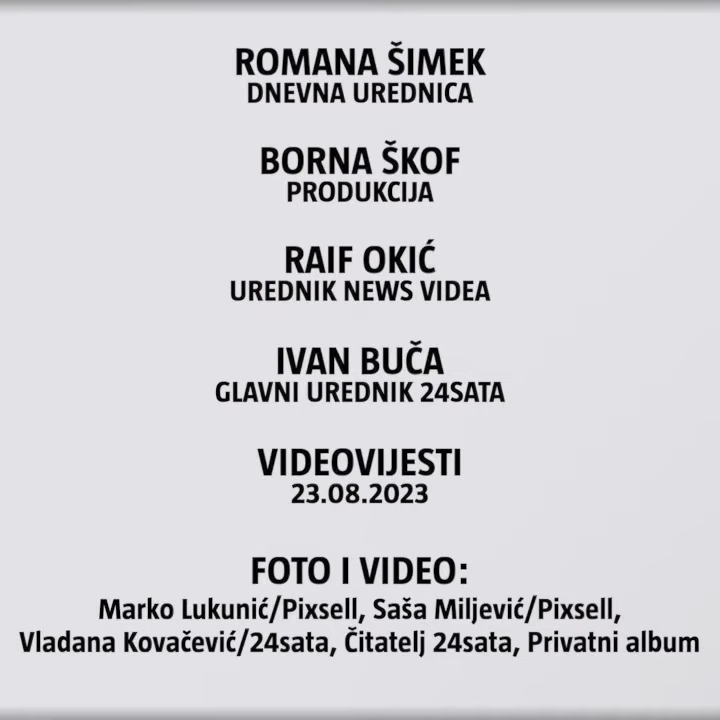 ROMANA ŠIMEK
DNEVNA UREDNICA
BORNA ŠKOF
PRODUKCIJA
RAIF OKIĆ
UREDNIK NEWS VIDEA
IVAN BUČA
GLAVNI UREDNIK 24SATA
VIDEOVIJESTI
23.08.2023
FOTO I VIDEO:
Marko Lukunić/Pixsell, Saša Miljević/Pixsell,
Vladana Kovačević/24sata, Čitatelj 24sata, Privatni album